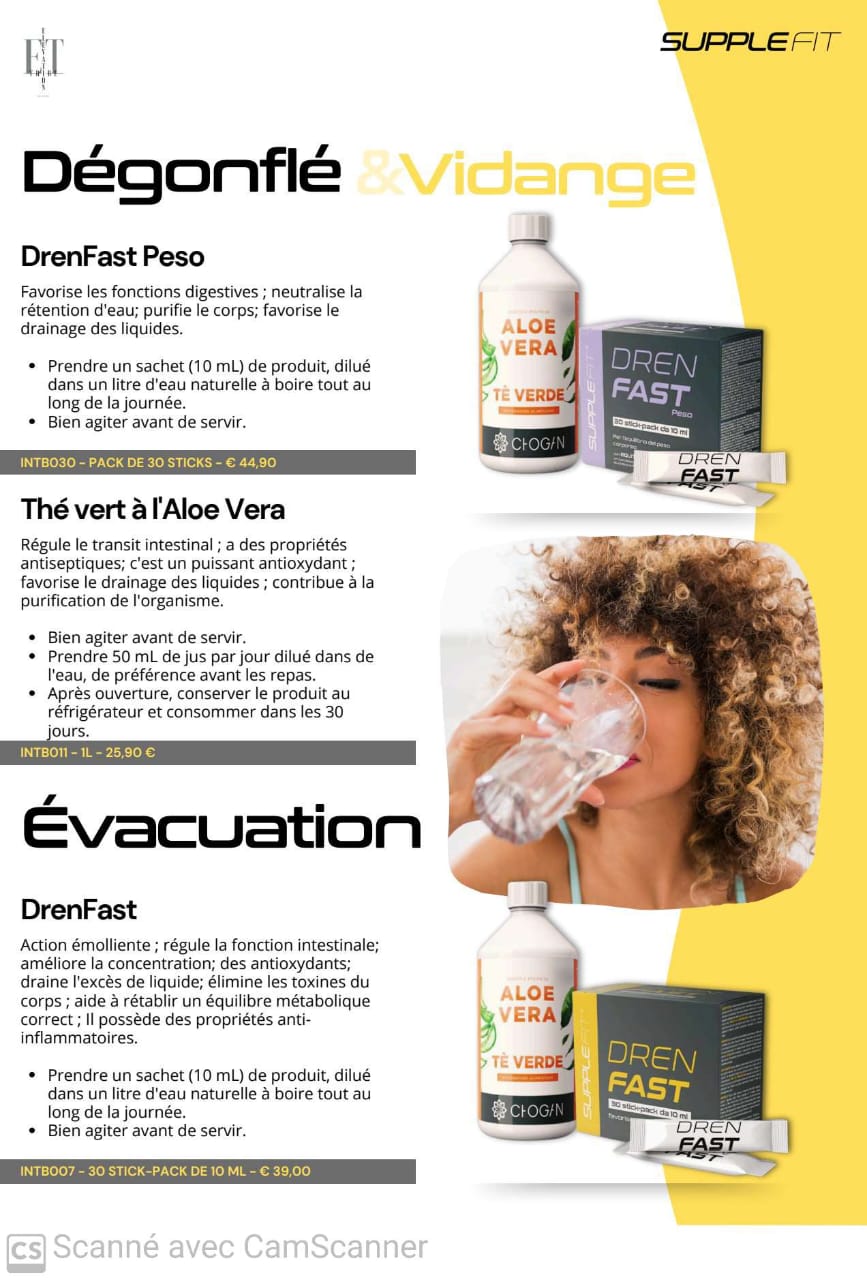 SUPPLEFIT
ET
Dégonflé &Vidange
DrenFast Peso
Favorise les fonctions digestives ; neutralise la
rétention d'eau; purifie le corps; favorise le
drainage des liquides.
• Prendre un sachet (10 mL) de produit, dilué
dans un litre d'eau naturelle à boire tout au
long de la journée.
• Bien agiter avant de servir.
INTB030 - PACK DE 30 STICKS - € 44,90
ALOE
VERA
TÈ VERDE
CHOGAN
SUPPLEFIT
DREN
FAST
Peso
30 stick-pack da 10 ml
Per l'equilibrio del peso
corporeo
DREN
FAST
FAST
Thé vert à l'Aloe Vera
Régule le transit intestinal ; a des propriétés
antiseptiques; c'est un puissant antioxydant ;
favorise le drainage des liquides ; contribue à la
purification de l'organisme.
• Bien agiter avant de servir.
• Prendre 50 mL de jus par jour dilué dans de
l'eau, de préférence avant les repas.
• Après ouverture, conserver le produit au
réfrigérateur et consommer dans les 30
jours.
INTB011 - 1L - 25,90 €
Évacuation
DrenFast
Action émolliente ; régule la fonction intestinale;
améliore la concentration; des antioxydants;
draine l'excès de liquide; élimine les toxines du
corps ; aide à rétablir un équilibre métabolique
correct ; Il possède des propriétés anti-
inflammatoires.
• Prendre un sachet (10 mL) de produit, dilué
dans un litre d'eau naturelle à boire tout au
long de la journée.
• Bien agiter avant de servir.
INTB007 - 30 STICK-PACK DE 10 ML - € 39,00
ALOE
VERA
TÈ VERDE
CHOGAN
SUPPLEFIT
DREN
FAST
30 stick-pack da 10 ml
DREN
FAST
FAST
CS Scanné avec CamScanner